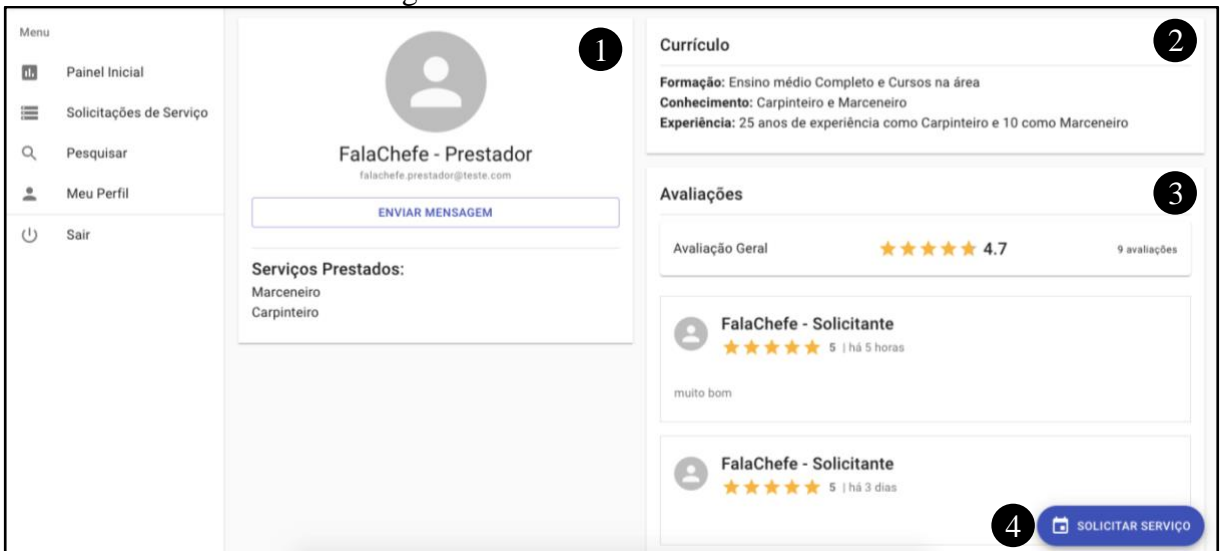 Menu
Painel Inicial
Solicitações de Serviço
Pesquisar
Meu Perfil
Sair
1
FalaChefe - Prestador
falachefe.prestador@teste.com
ENVIAR MENSAGEM
Serviços Prestados:
Marceneiro
Carpinteiro
2
Currículo
Formação: Ensino médio Completo e Cursos na área
Conhecimento: Carpinteiro e Marceneiro
Experiência: 25 anos de experiência como Carpinteiro e 10 como Marceneiro
3
Avaliações
Avaliação Geral 4.7 9 avaliações
FalaChefe - Solicitante
5 | há 5 horas
muito bom
FalaChefe - Solicitante
5 | há 3 dias
4
SOLICITAR SERVIÇO